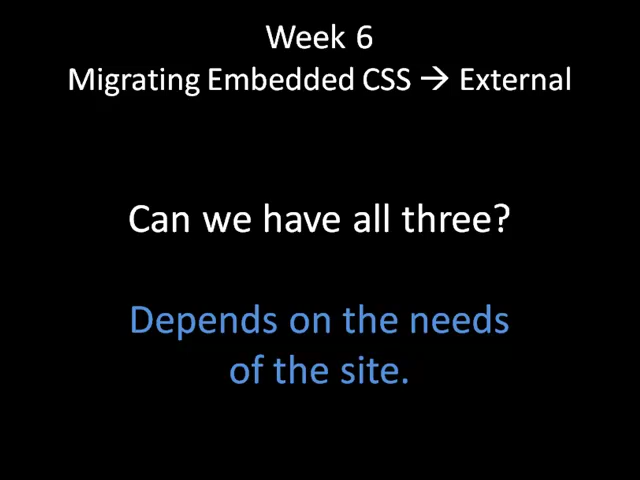 Week 6
Migrating Embedded CSS → External
Can we have all three?
Depends on the needs
of the site.